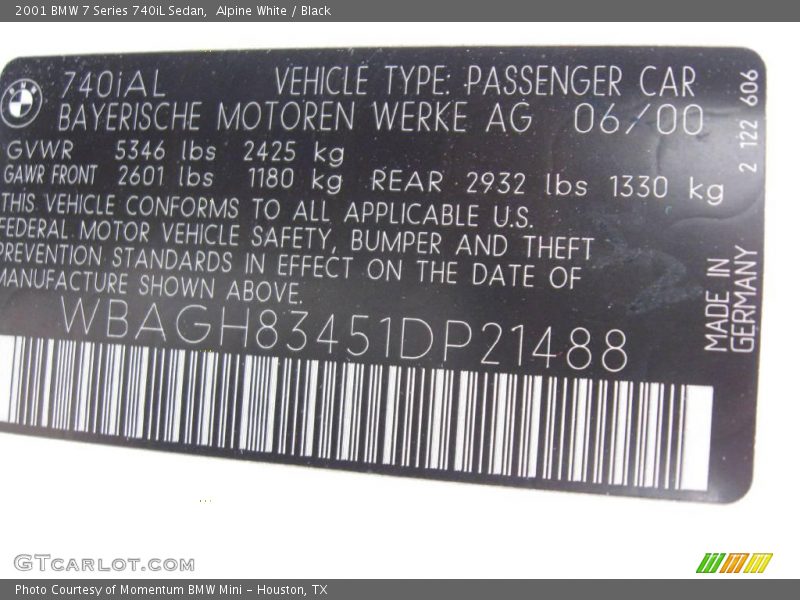 2001 BMW 7 Series 740iL Sedan,  Alpine White / Black
740iAL VEHICLE TYPE: PASSENGER CAR
BAYERISCHE MOTOREN WERKE AG 06/00
GVWR 5346 lbs 2425 kg
GAWR FRONT 2601 lbs 1180 kg REAR 2932 lbs 1330 kg
THIS VEHICLE CONFORMS TO ALL APPLICABLE U.S.
FEDERAL MOTOR VEHICLE SAFETY, BUMPER AND THEFT
PREVENTION STANDARDS IN EFFECT ON THE DATE OF
MANUFACTURE SHOWN ABOVE.
WBAGH83451DP21488
2 122 606
MADE IN
GERMANY
GTCARLOT.COM
Photo Courtesy of Momentum BMW Mini - Houston, TX